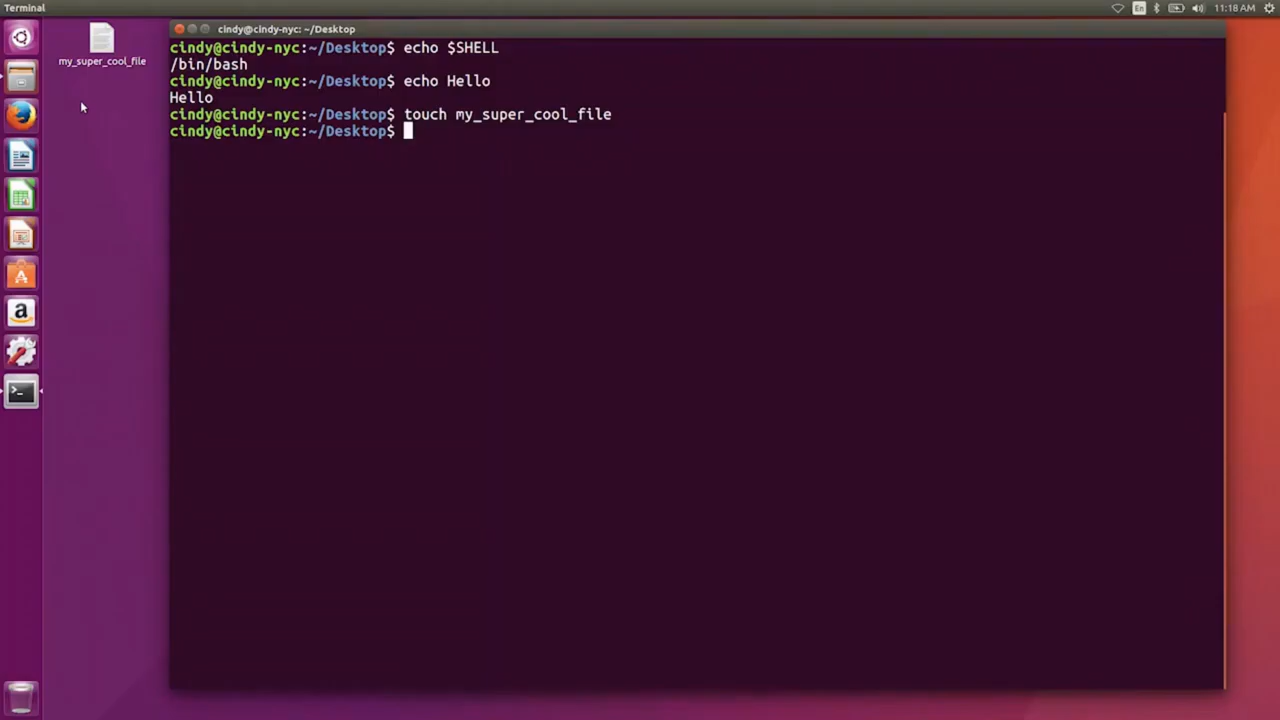 Terminal
En
11:18 AM
my_super_cool_file
cindy@cindy-nyc: ~/Desktop
cindy@cindy-nyc:~/Desktop$ echo $SHELL
/bin/bash
cindy@cindy-nyc:~/Desktop$ echo Hello
Hello
cindy@cindy-nyc:~/Desktop$ touch my_super_cool_file
cindy@cindy-nyc:~/Desktop$
a
>_